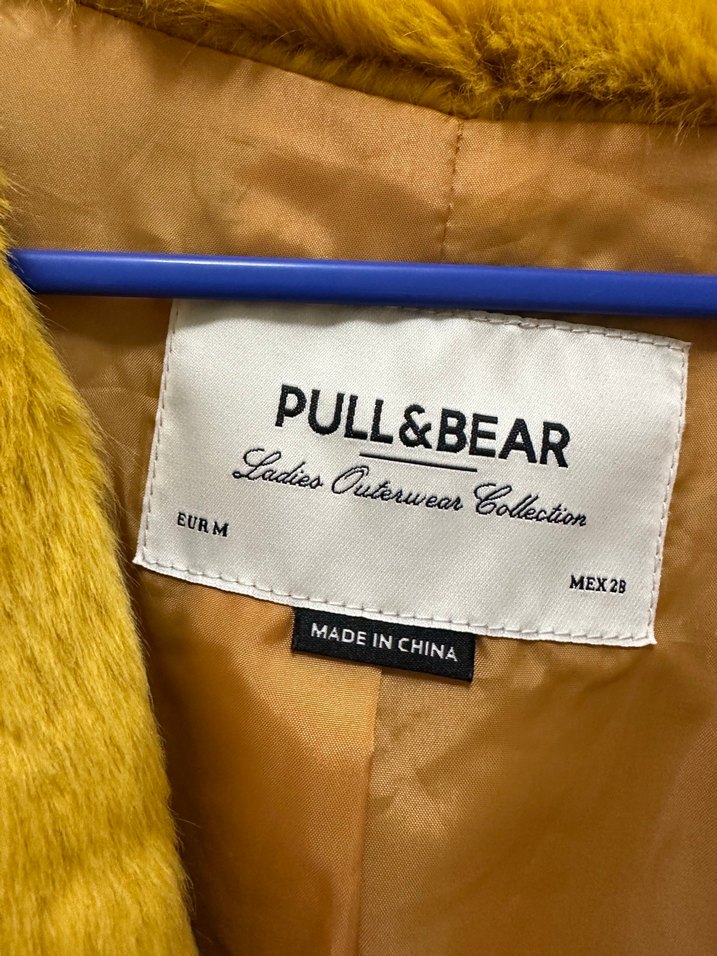 PULL&BEAR
Ladies Outerwear Collection
EUR M
MEX 28
MADE IN CHINA